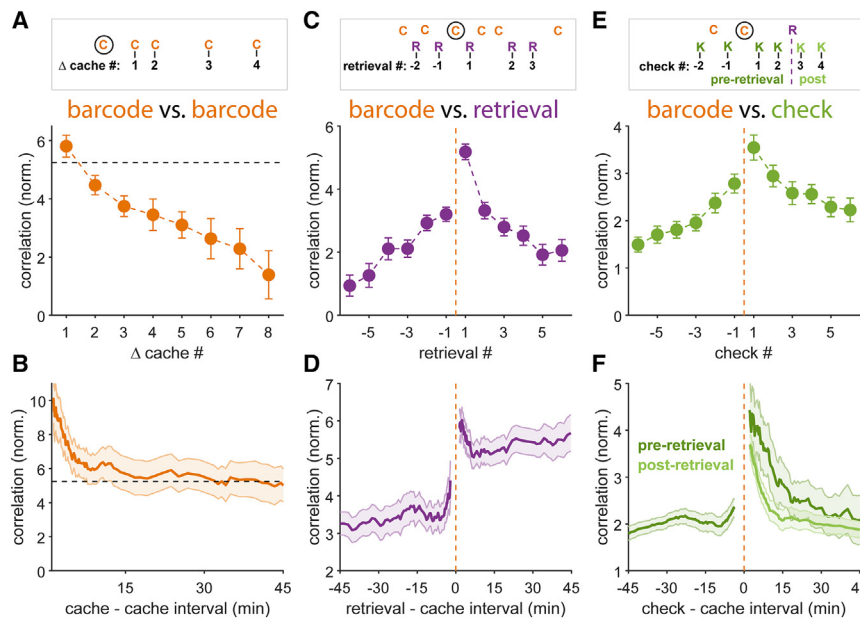 A
C C C C C
Δ cache #: 1 2 3 4
barcode vs. barcode
correlation (norm.)
6
4
2
0
1 2 3 4 5 6 7 8
Δ cache #
B
correlation (norm.)
10
8
6
4
2
0
15 30 45
cache - cache interval (min)
C
C C C C C C
R R R R R
retrieval #: -2 -1 1 2 3
barcode vs. retrieval
correlation (norm.)
6
4
2
0
-5 -3 -1 1 3 5
retrieval #
D
correlation (norm.)
7
6
5
4
3
2
-45 -30 -15 0 15 30 45
retrieval - cache interval (min)
E
C C R
K K K K K K
check #: -2 -1 1 2 3 4
pre-retrieval post
barcode vs. check
correlation (norm.)
4
3
2
1
0
-5 -3 -1 1 3 5
check #
F
correlation (norm.)
5
4
3
2
1
pre-retrieval
post-retrieval
-45 -30 -15 0 15 30 4
check - cache interval (min)